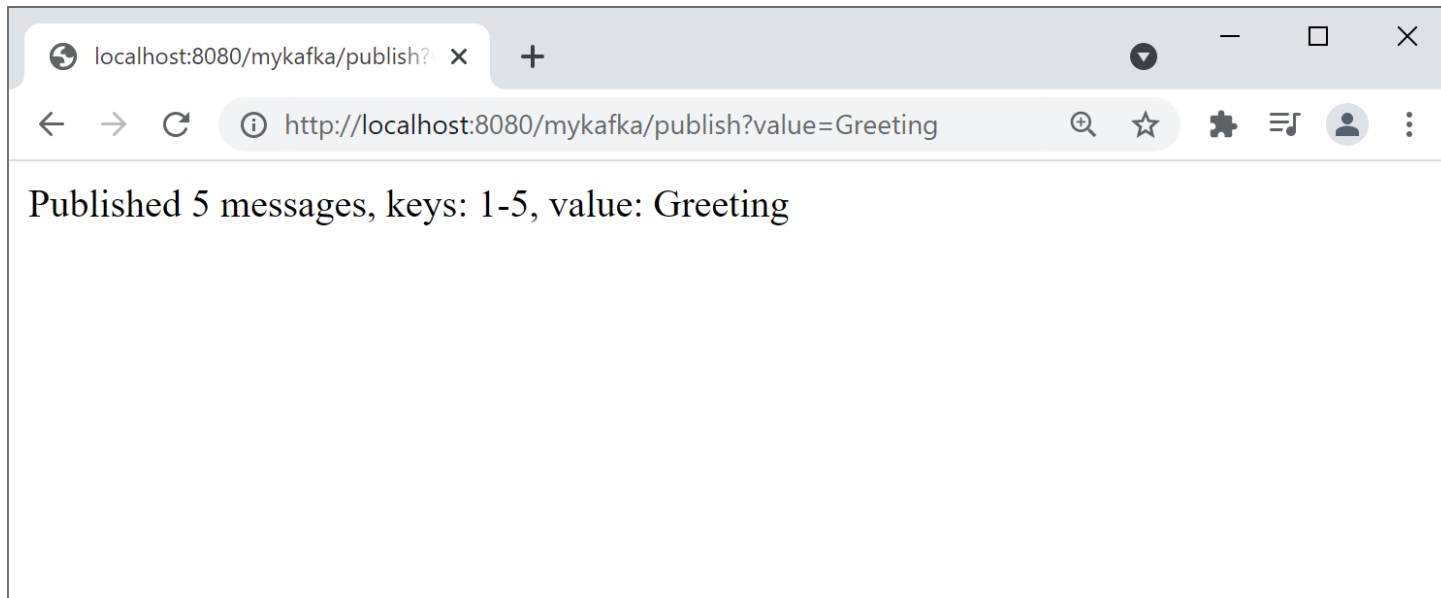 localhost:8080/mykafka/publish?
http://localhost:8080/mykafka/publish?value=Greeting
Published 5 messages, keys: 1-5, value: Greeting